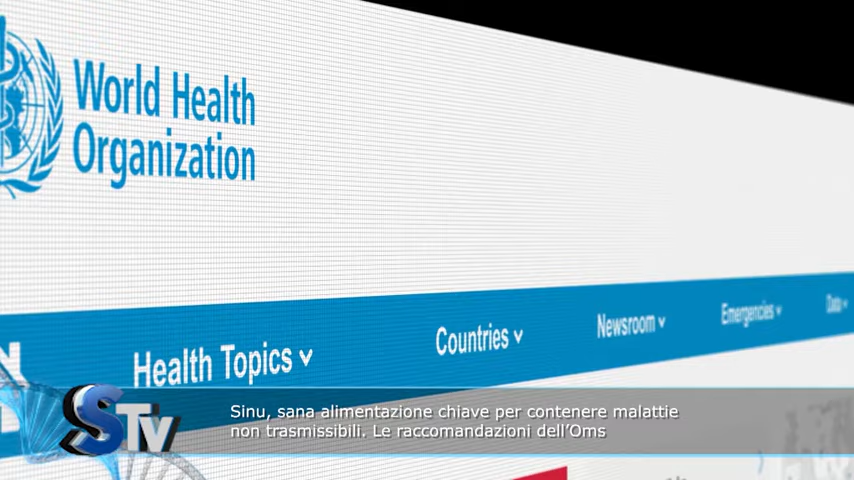 World Health
Organization
Health Topics
Countries
Newsroom
Emergencies
Data
STv
Sinu, sana alimentazione chiave per contenere malattie
non trasmissibili. Le raccomandazioni dell'Oms